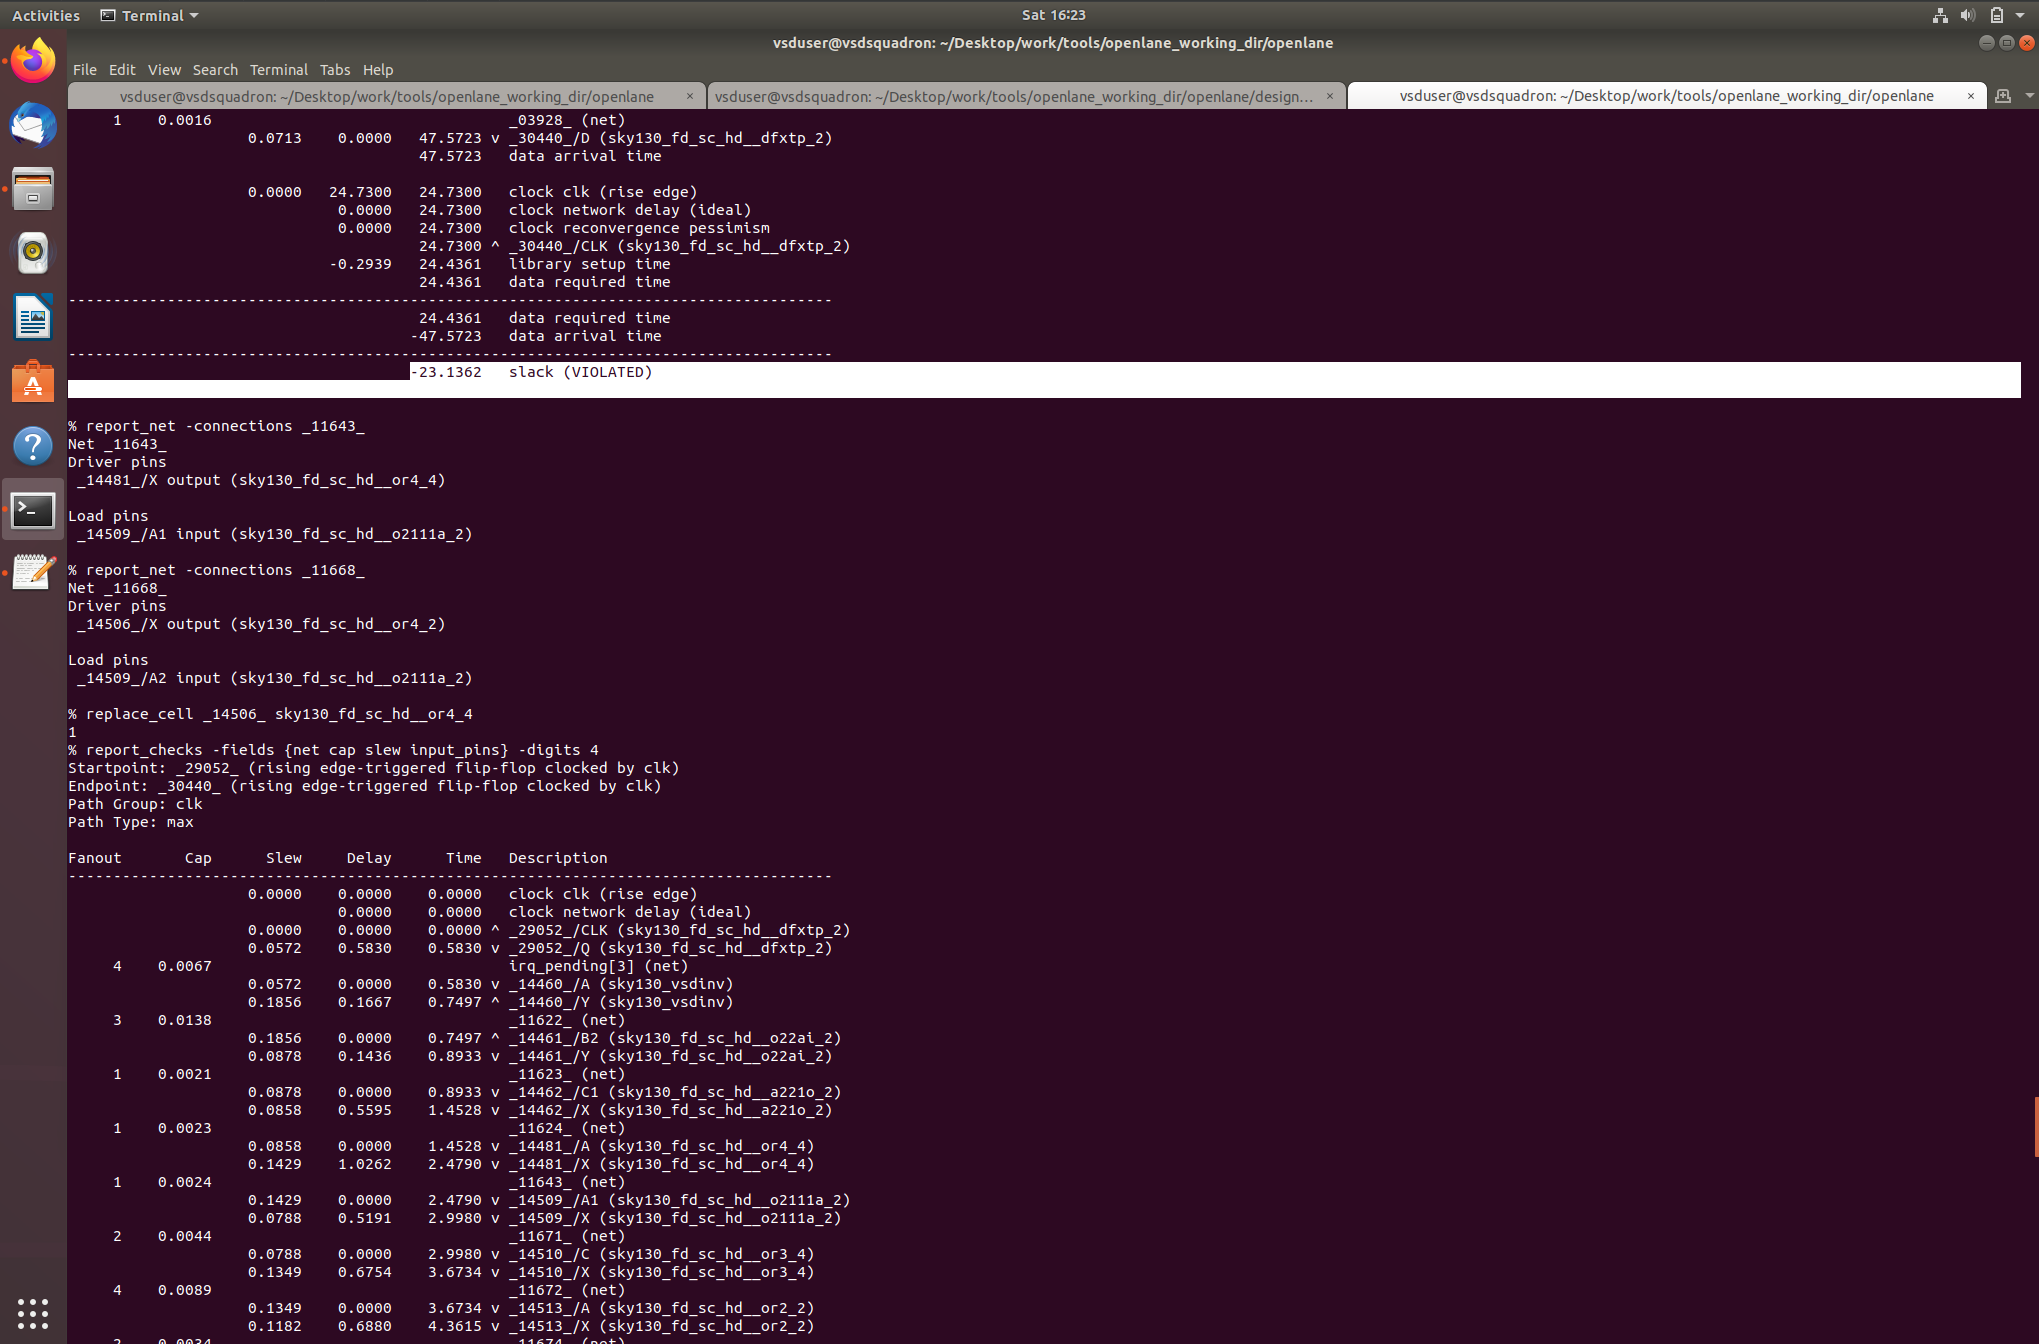 Activities Terminal Sat 16:23
vsduser@vsdsquadron: ~/Desktop/work/tools/openlane_working_dir/openlane
File Edit View Search Terminal Tabs Help
vsduser@vsdsquadron: ~/Desktop/work/tools/openlane_working_dir/openlane × vsduser@vsdsquadron: ~/Desktop/work/tools/openlane_working_dir/openlane/design... × vsduser@vsdsquadron: ~/Desktop/work/tools/openlane_working_dir/openlane ×
     1    0.0016                                 _03928_ (net)
                    0.0713    0.0000   47.5723 v _30440_/D (sky130_fd_sc_hd__dfxtp_2)
                                       47.5723   data arrival time
                    0.0000   24.7300   24.7300   clock clk (rise edge)
                              0.0000   24.7300   clock network delay (ideal)
                              0.0000   24.7300   clock reconvergence pessimism
                                       24.7300 ^ _30440_/CLK (sky130_fd_sc_hd__dfxtp_2)
                             -0.2939   24.4361   library setup time
                                       24.4361   data required time
-------------------------------------------------------------------------------------
                                       24.4361   data required time
                                      -47.5723   data arrival time
-------------------------------------------------------------------------------------
                                      -23.1362   slack (VIOLATED)
% report_net -connections _11643_
Net _11643_
Driver pins
 _14481_/X output (sky130_fd_sc_hd__or4_4)
Load pins
 _14509_/A1 input (sky130_fd_sc_hd__o2111a_2)
% report_net -connections _11668_
Net _11668_
Driver pins
 _14506_/X output (sky130_fd_sc_hd__or4_2)
Load pins
 _14509_/A2 input (sky130_fd_sc_hd__o2111a_2)
% replace_cell _14506_ sky130_fd_sc_hd__or4_4
1
% report_checks -fields {net cap slew input_pins} -digits 4
Startpoint: _29052_ (rising edge-triggered flip-flop clocked by clk)
Endpoint: _30440_ (rising edge-triggered flip-flop clocked by clk)
Path Group: clk
Path Type: max
Fanout       Cap      Slew     Delay      Time   Description
-------------------------------------------------------------------------------------
                    0.0000    0.0000    0.0000   clock clk (rise edge)
                              0.0000    0.0000   clock network delay (ideal)
                    0.0000    0.0000    0.0000 ^ _29052_/CLK (sky130_fd_sc_hd__dfxtp_2)
                    0.0572    0.5830    0.5830 v _29052_/Q (sky130_fd_sc_hd__dfxtp_2)
     4    0.0067                                 irq_pending[3] (net)
                    0.0572    0.0000    0.5830 v _14460_/A (sky130_vsdinv)
                    0.1856    0.1667    0.7497 ^ _14460_/Y (sky130_vsdinv)
     3    0.0138                                 _11622_ (net)
                    0.1856    0.0000    0.7497 ^ _14461_/B2 (sky130_fd_sc_hd__o22ai_2)
                    0.0878    0.1436    0.8933 v _14461_/Y (sky130_fd_sc_hd__o22ai_2)
     1    0.0021                                 _11623_ (net)
                    0.0878    0.0000    0.8933 v _14462_/C1 (sky130_fd_sc_hd__a221o_2)
                    0.0858    0.5595    1.4528 v _14462_/X (sky130_fd_sc_hd__a221o_2)
     1    0.0023                                 _11624_ (net)
                    0.0858    0.0000    1.4528 v _14481_/A (sky130_fd_sc_hd__or4_4)
                    0.1429    1.0262    2.4790 v _14481_/X (sky130_fd_sc_hd__or4_4)
     1    0.0024                                 _11643_ (net)
                    0.1429    0.0000    2.4790 v _14509_/A1 (sky130_fd_sc_hd__o2111a_2)
                    0.0788    0.5191    2.9980 v _14509_/X (sky130_fd_sc_hd__o2111a_2)
     2    0.0044                                 _11671_ (net)
                    0.0788    0.0000    2.9980 v _14510_/C (sky130_fd_sc_hd__or3_4)
                    0.1349    0.6754    3.6734 v _14510_/X (sky130_fd_sc_hd__or3_4)
     4    0.0089                                 _11672_ (net)
                    0.1349    0.0000    3.6734 v _14513_/A (sky130_fd_sc_hd__or2_2)
                    0.1182    0.6880    4.3615 v _14513_/X (sky130_fd_sc_hd__or2_2)
     2    0.0034                                 _11674_ (net)